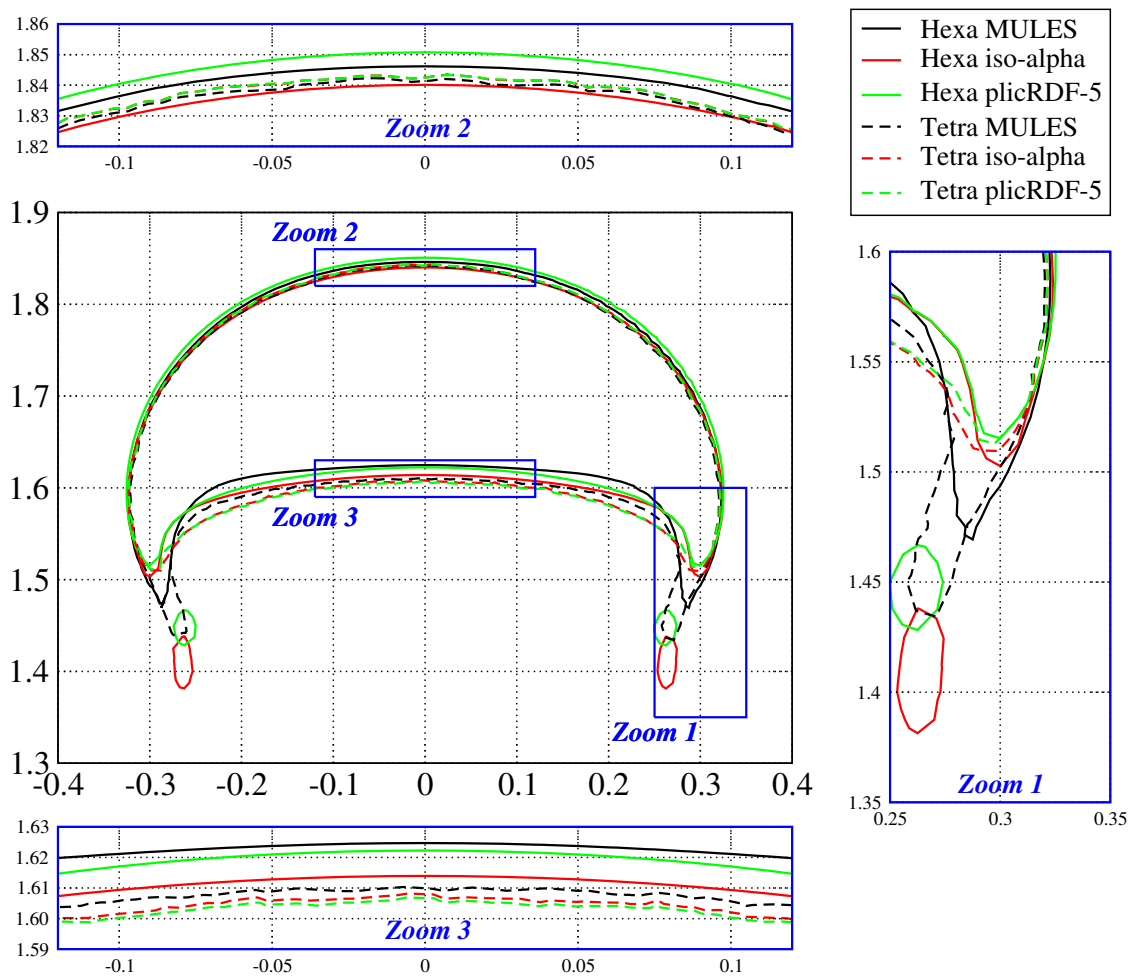 1.86
1.85
1.84
1.83
1.82
Zoom 2
-0.1 -0.05 0 0.05 0.1
Hexa MULES
Hexa iso-alpha
Hexa plicRDF-5
Tetra MULES
Tetra iso-alpha
Tetra plicRDF-5
1.9
1.8
1.7
1.6
1.5
1.4
1.3
Zoom 2
Zoom 3
Zoom 1
-0.4 -0.3 -0.2 -0.1 0 0.1 0.2 0.3 0.4
1.6
1.55
1.5
1.45
1.4
1.35
Zoom 1
0.25 0.3 0.35
1.63
1.62
1.61
1.60
1.59
Zoom 3
-0.1 -0.05 0 0.05 0.1